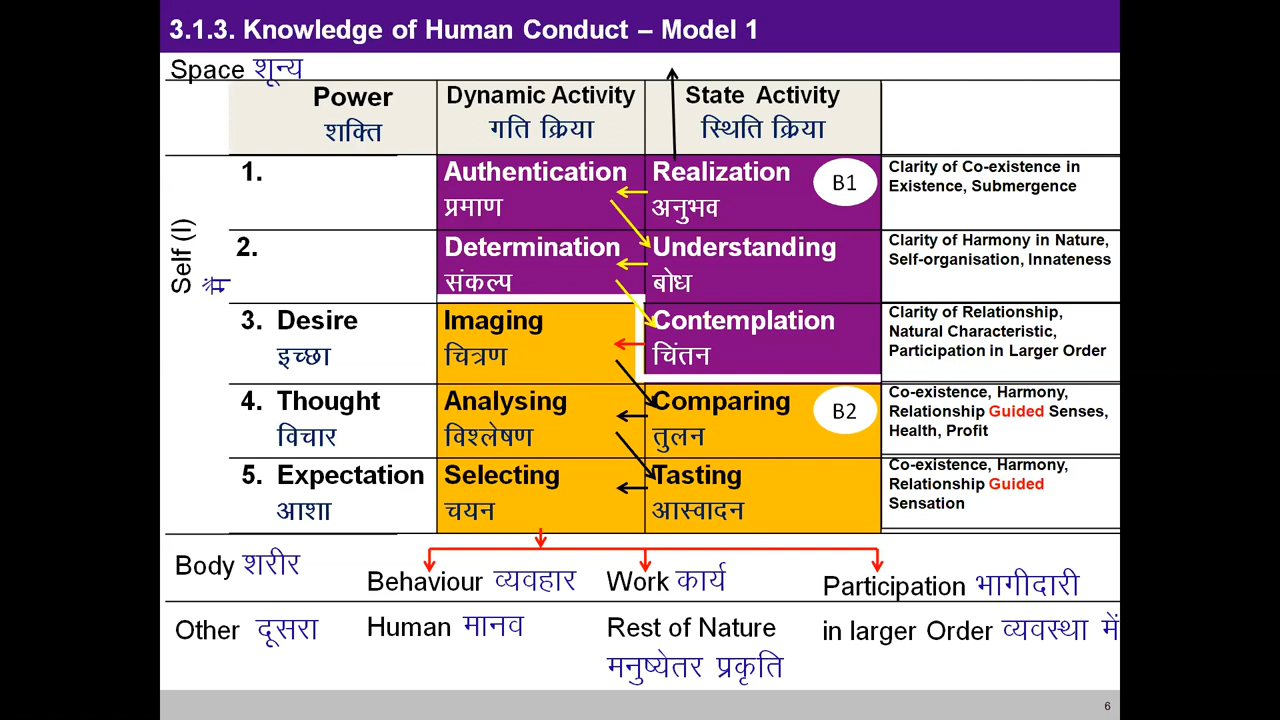 3.1.3. Knowledge of Human Conduct – Model 1
Space शून्य
Power
शक्ति
Dynamic Activity
गति क्रिया
State Activity
स्थिति क्रिया
Self (I)
मैं
1.
Authentication
प्रमाण
Realization
अनुभव
B1
Clarity of Co-existence in
Existence, Submergence
2.
Determination
संकल्प
Understanding
बोध
Clarity of Harmony in Nature,
Self-organisation, Innateness
3. Desire
इच्छा
Imaging
चित्रण
Contemplation
चिंतन
Clarity of Relationship,
Natural Characteristic,
Participation in Larger Order
4. Thought
विचार
Analysing
विश्लेषण
Comparing
तुलन
B2
Co-existence, Harmony,
Relationship Guided Senses,
Health, Profit
5. Expectation
आशा
Selecting
चयन
Tasting
आस्वादन
Co-existence, Harmony,
Relationship Guided
Sensation
Body शरीर
Behaviour व्यवहार
Work कार्य
Participation भागीदारी
Other दूसरा
Human मानव
Rest of Nature
मनुष्येतर प्रकृति
in larger Order व्यवस्था में
6